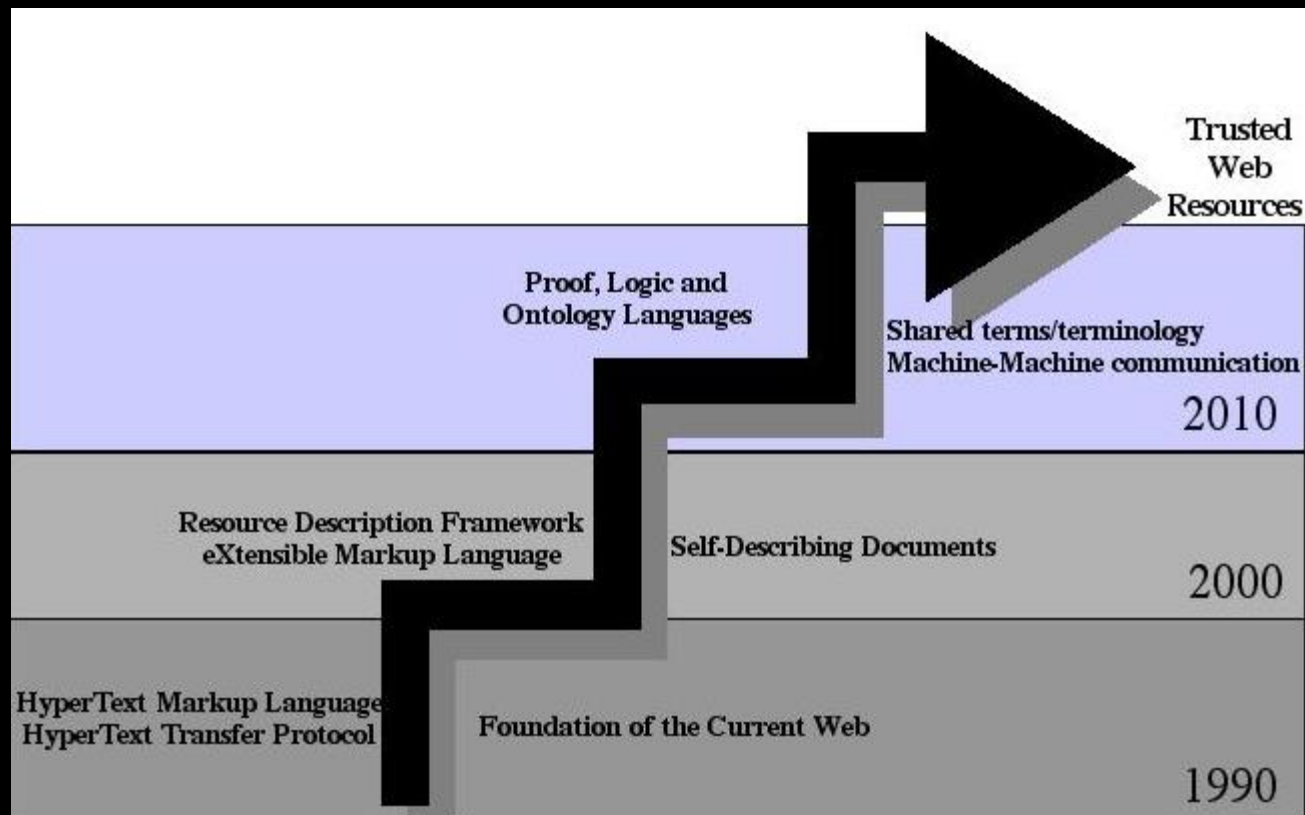 Trusted
Web
Resources
Proof, Logic and
Ontology Languages
Shared terms/terminology
Machine-Machine communication
2010
Resource Description Framework
eXtensible Markup Language
Self-Describing Documents
2000
HyperText Markup Language
HyperText Transfer Protocol
Foundation of the Current Web
1990